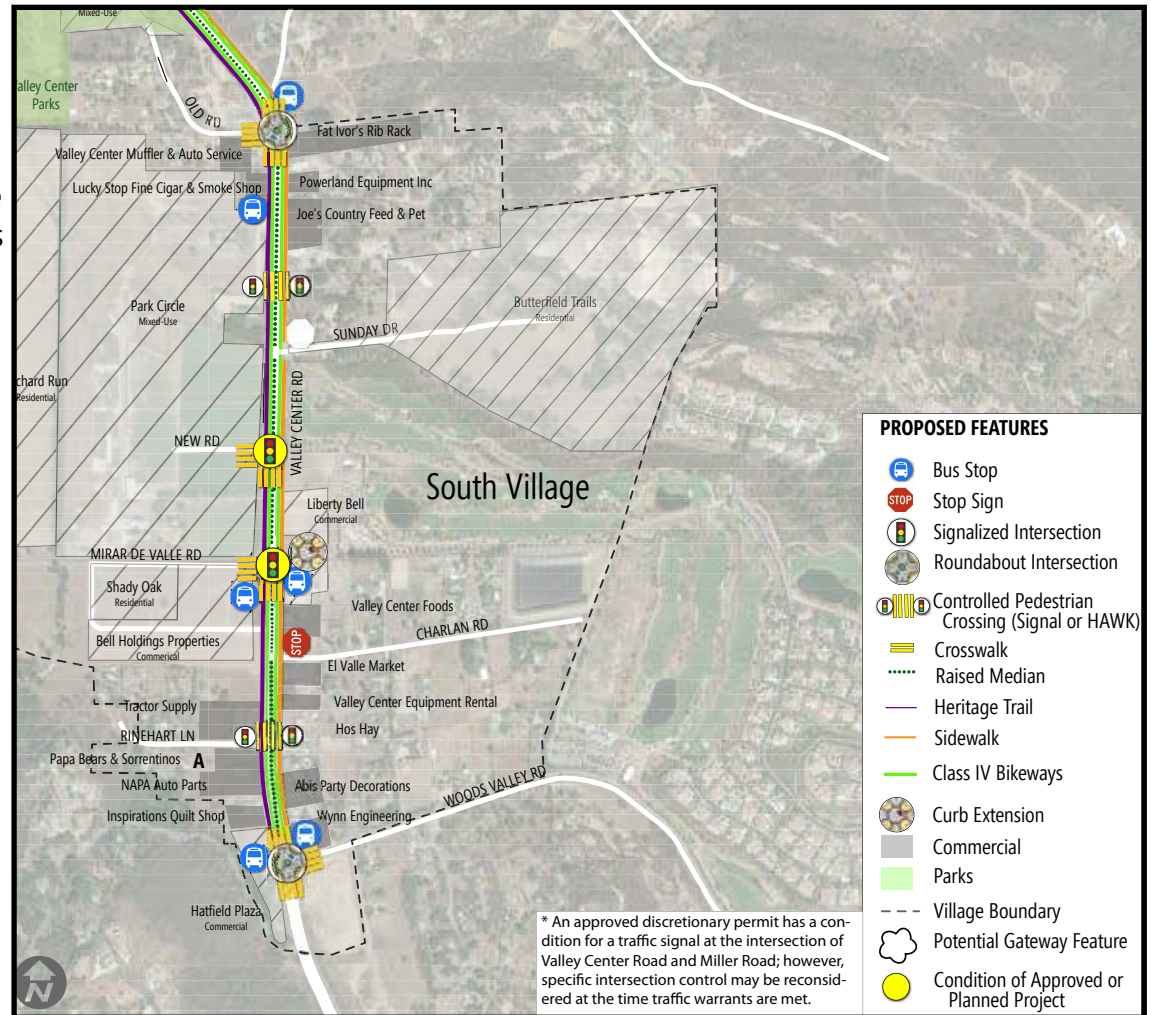 Mixed-Use
Valley Center
Parks
OLD RD
Fat Ivor's Rib Rack
Valley Center Muffler & Auto Service
Powerland Equipment Inc
Lucky Stop Fine Cigar & Smoke Shop
Joe's Country Feed & Pet
Park Circle
Mixed-Use
Butterfield Trails
Residential
SUNDAY DR
Residential
VALLEY CENTER RD
NEW RD
South Village
Liberty Bell
Commercial
MIRAR DE VALLE RD
Shady Oak
Residential
Valley Center Foods
CHARLAN RD
Bell Holdings Properties
Commerical
STOP
El Valle Market
Tractor Supply
Valley Center Equipment Rental
RINEHART LN
Hos Hay
Papa Bears & Sorrentinos
A
NAPA Auto Parts
Abis Party Decorations
WOODS VALLEY RD
Inspirations Quilt Shop
Wynn Engineering
Hatfield Plaza
Commercial
N
* An approved discretionary permit has a con-
dition for a traffic signal at the intersection of
Valley Center Road and Miller Road; however,
specific intersection control may be reconsid-
ered at the time traffic warrants are met.
PROPOSED FEATURES
Bus Stop
STOP
Stop Sign
Signalized Intersection
Roundabout Intersection
Controlled Pedestrian
Crossing (Signal or HAWK)
Crosswalk
Raised Median
Heritage Trail
Sidewalk
Class IV Bikeways
Curb Extension
Commercial
Parks
Village Boundary
Potential Gateway Feature
Condition of Approved or
Planned Project